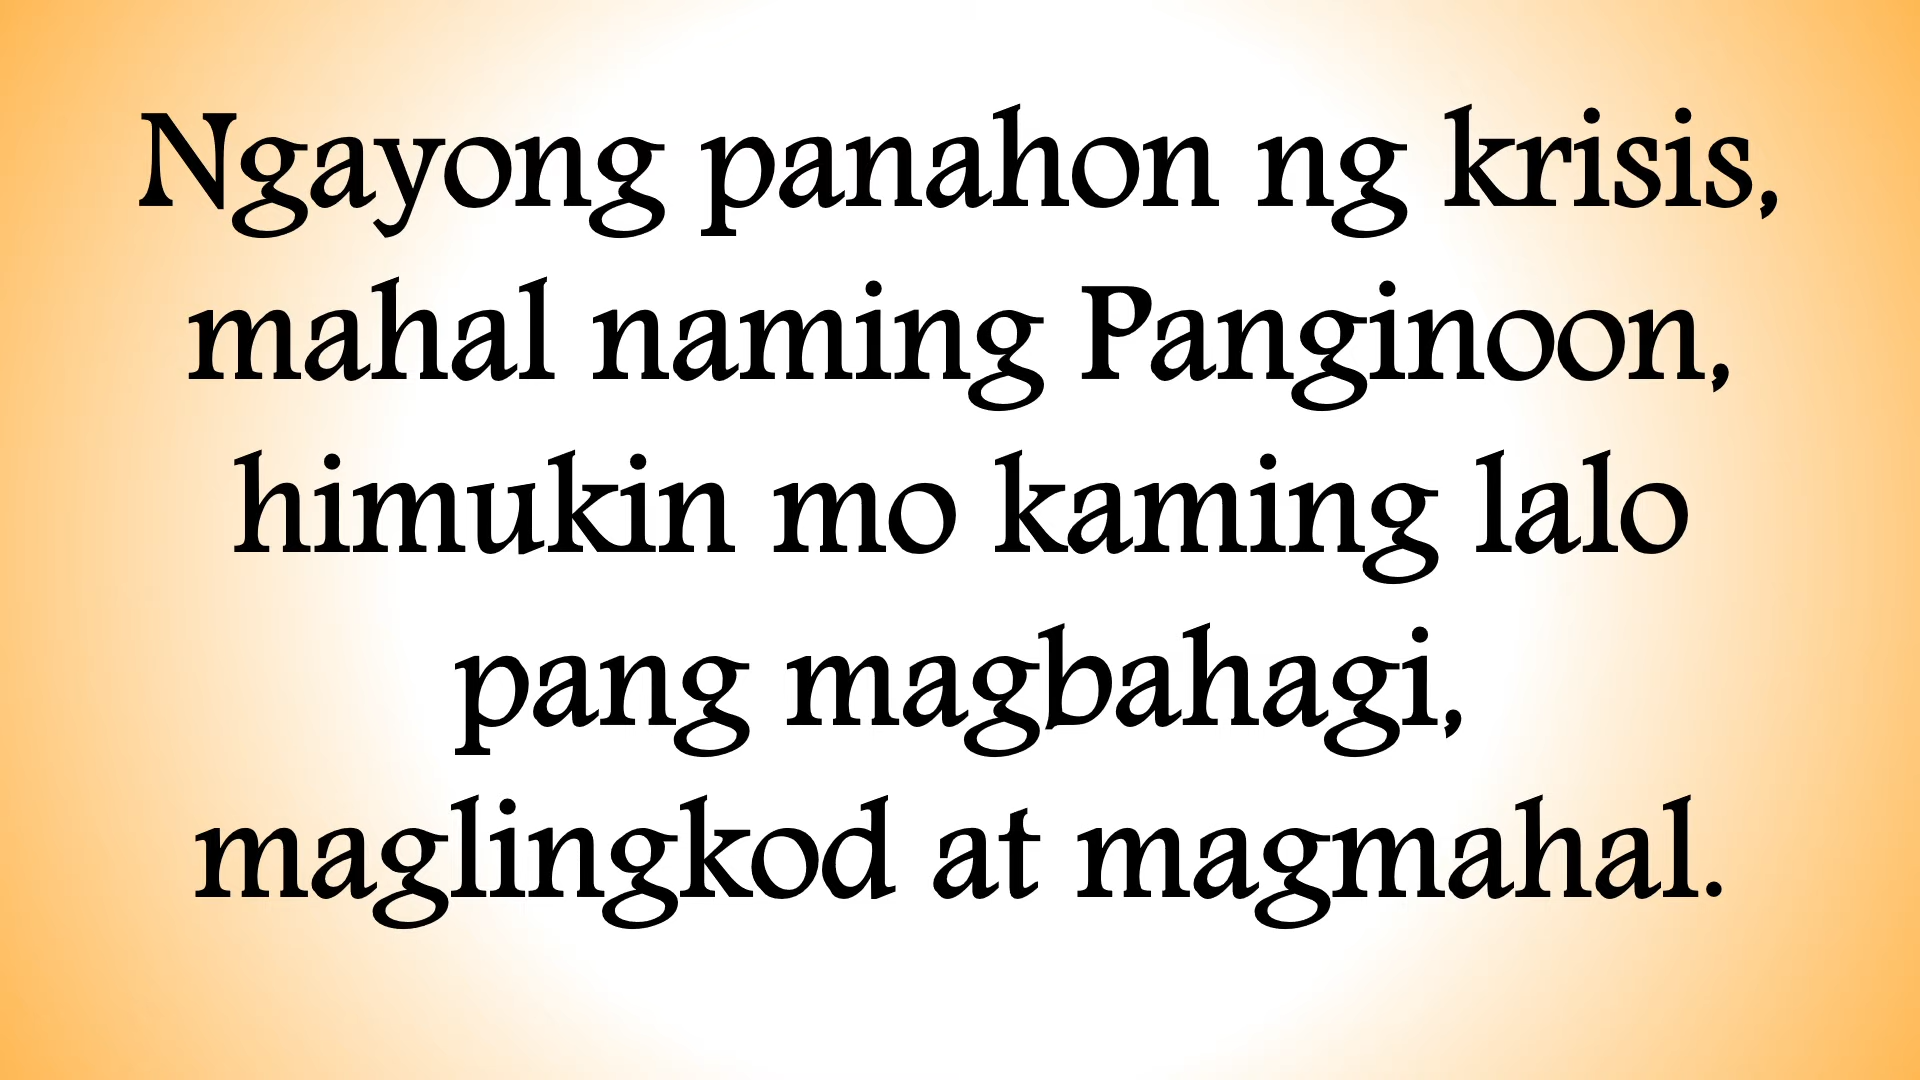 Ngayong panahon ng krisis,
mahal naming Panginoon,
himukin mo kaming lalo
pang magbahagi,
maglingkod at magmahal.